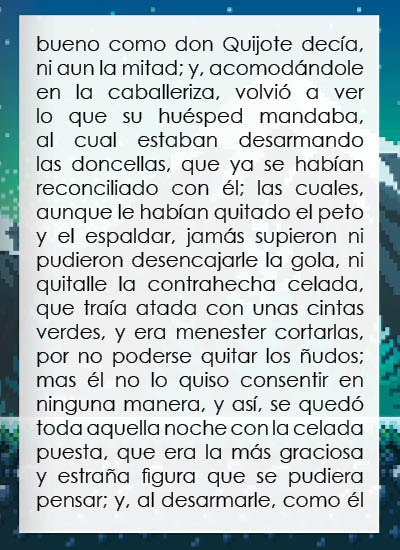 bueno como don Quijote decía,
ni aun la mitad; y, acomodándole
en la caballeriza, volvió a ver
lo que su huésped mandaba,
al cual estaban desarmando
las doncellas, que ya se habían
reconciliado con él; las cuales,
aunque le habían quitado el peto
y el espaldar, jamás supieron ni
pudieron desencajarle la gola, ni
quitalle la contrahecha celada,
que traía atada con unas cintas
verdes, y era menester cortarlas,
por no poderse quitar los ñudos;
mas él no lo quiso consentir en
ninguna manera, y así, se quedó
toda aquella noche con la celada
puesta, que era la más graciosa
y estraña figura que se pudiera
pensar; y, al desarmarle, como él